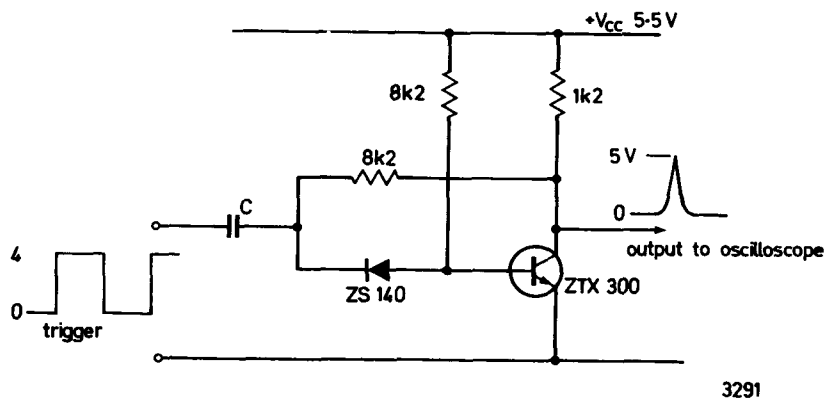 +Vcc 5·5 V
8k2
1k2
8k2
5 V
0
C
output to oscilloscope
4
ZS 140
ZTX 300
0
trigger
3291